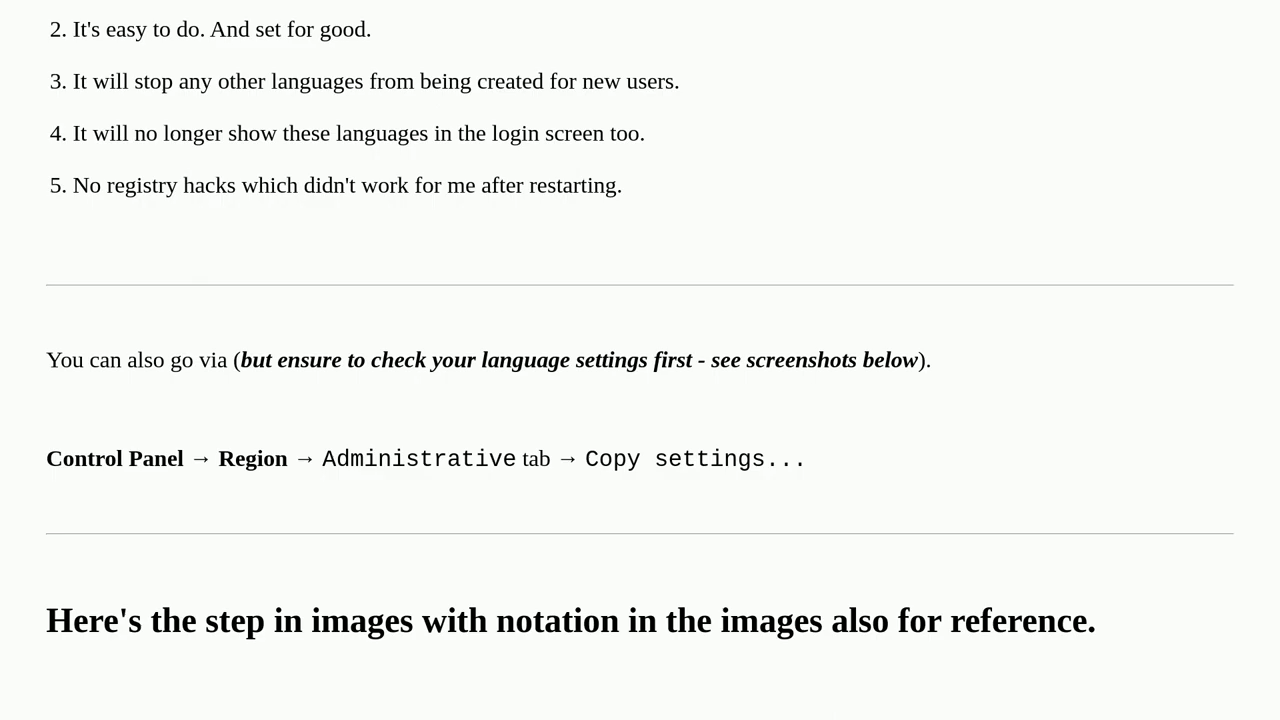 2. It's easy to do. And set for good.
3. It will stop any other languages from being created for new users.
4. It will no longer show these languages in the login screen too.
5. No registry hacks which didn't work for me after restarting.
You can also go via (but ensure to check your language settings first - see screenshots below).
Control Panel → Region → Administrative tab → Copy settings...
Here's the step in images with notation in the images also for reference.